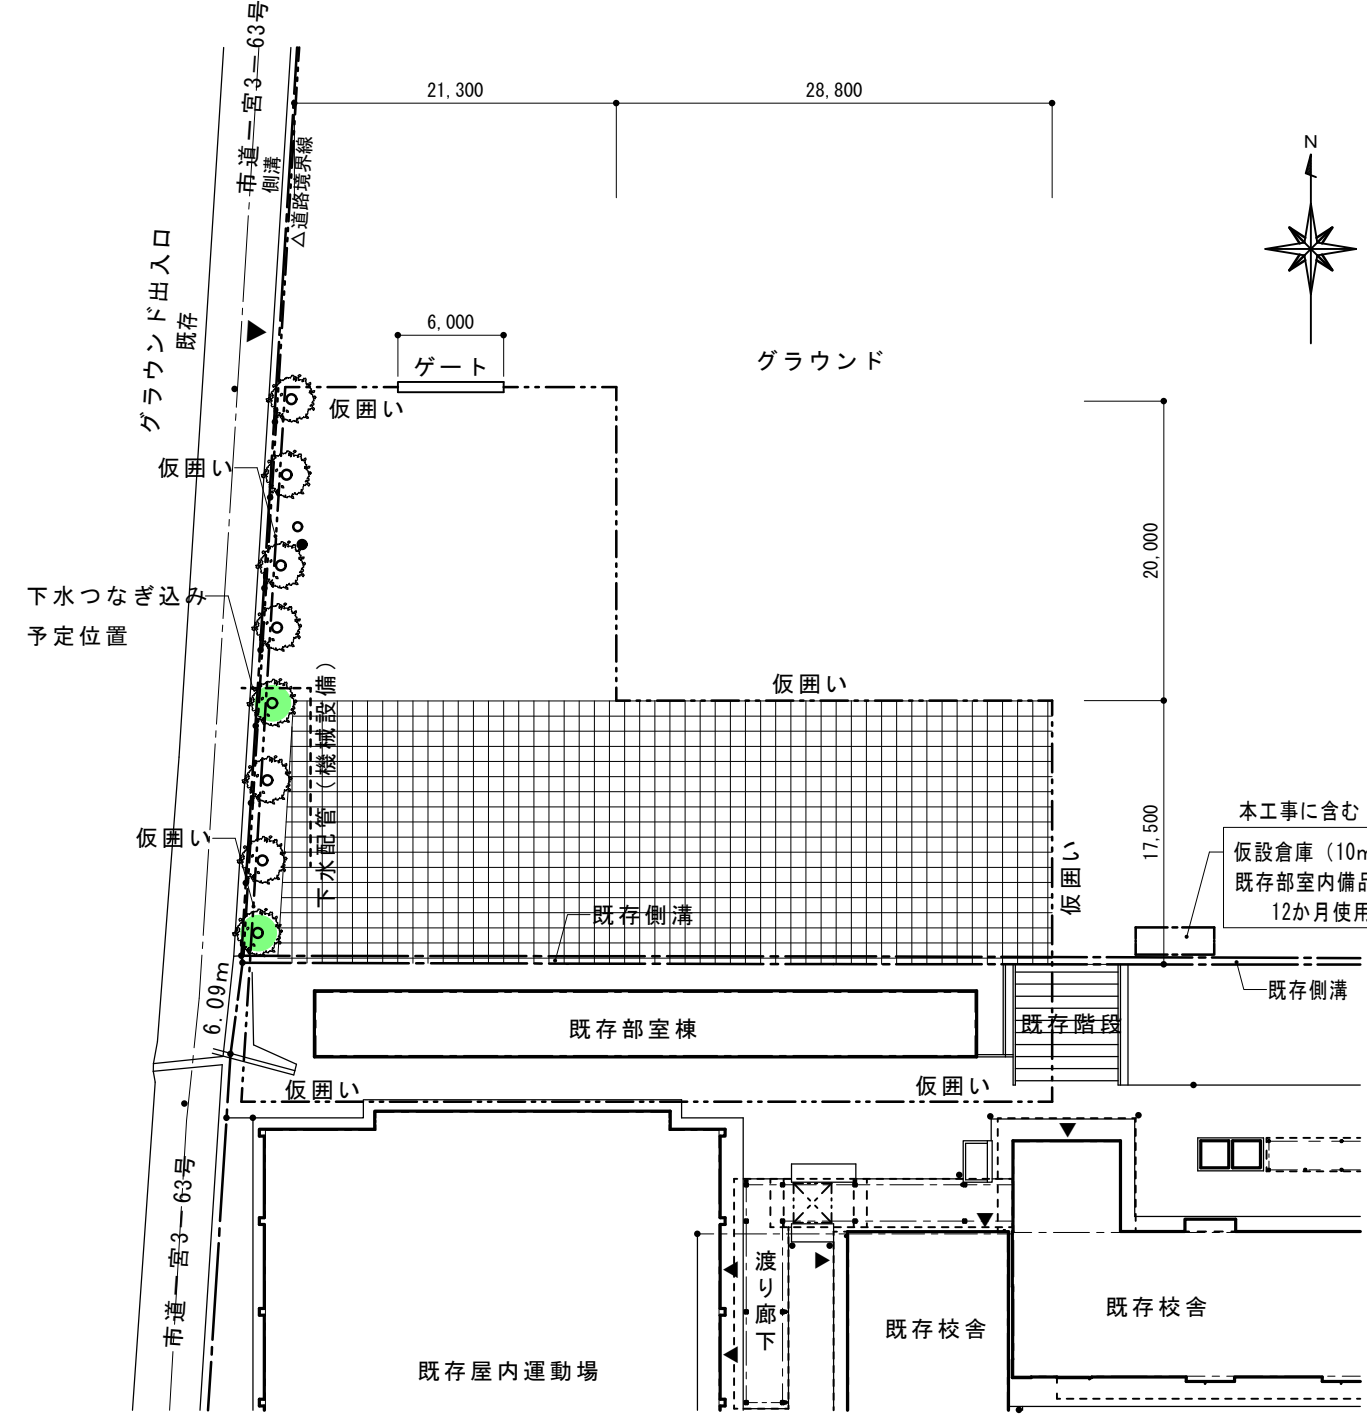 市道一宮3－63号
側溝
△道路境界線
21,300
28,800
N
グラウンド出入口
既存
6,000
ゲート
グラウンド
仮囲い
仮囲い
20,000
下水つなぎ込み
予定位置
下水配管（機械設備）
仮囲い
17,500
仮囲い
仮囲い
本工事に含む
仮設倉庫（10m
既存部室内備品
12か月使用
既存側溝
6.09m
既存側溝
既存部室棟
既存階段
仮囲い
仮囲い
市道一宮3－63号
渡り廊下
既存校舎
既存校舎
既存屋内運動場